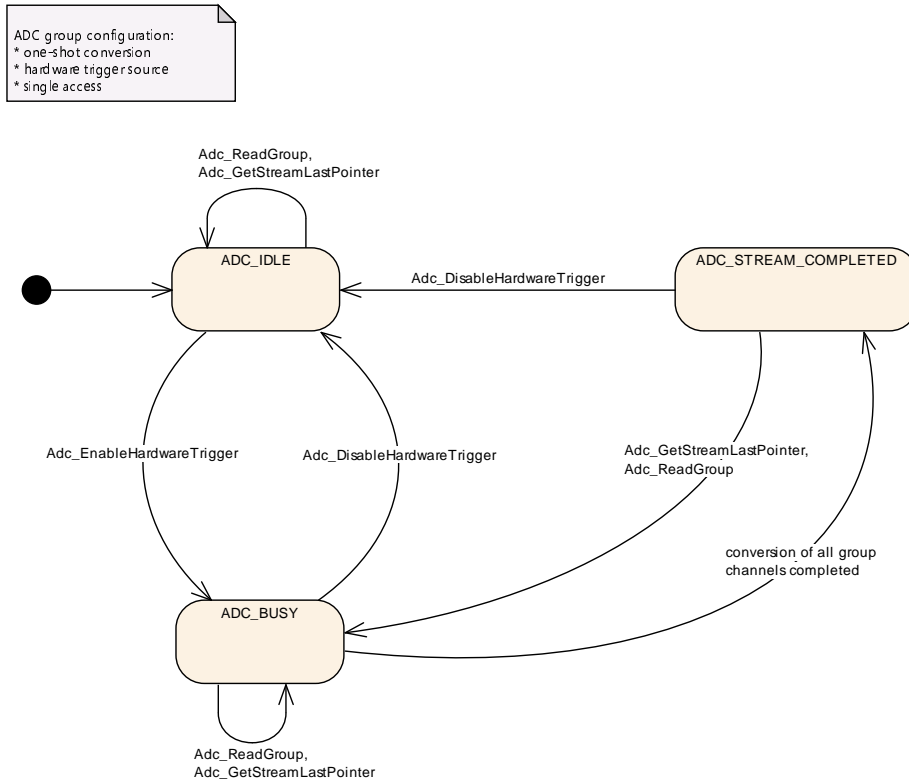 ADC group configuration:
* one-shot conversion
* hardware trigger source
* single access
Adc_ReadGroup,
Adc_GetStreamLastPointer
ADC_IDLE
ADC_STREAM_COMPLETED
Adc_DisableHardwareTrigger
Adc_EnableHardwareTrigger
Adc_DisableHardwareTrigger
Adc_GetStreamLastPointer,
Adc_ReadGroup
conversion of all group
channels completed
ADC_BUSY
Adc_ReadGroup,
Adc_GetStreamLastPointer